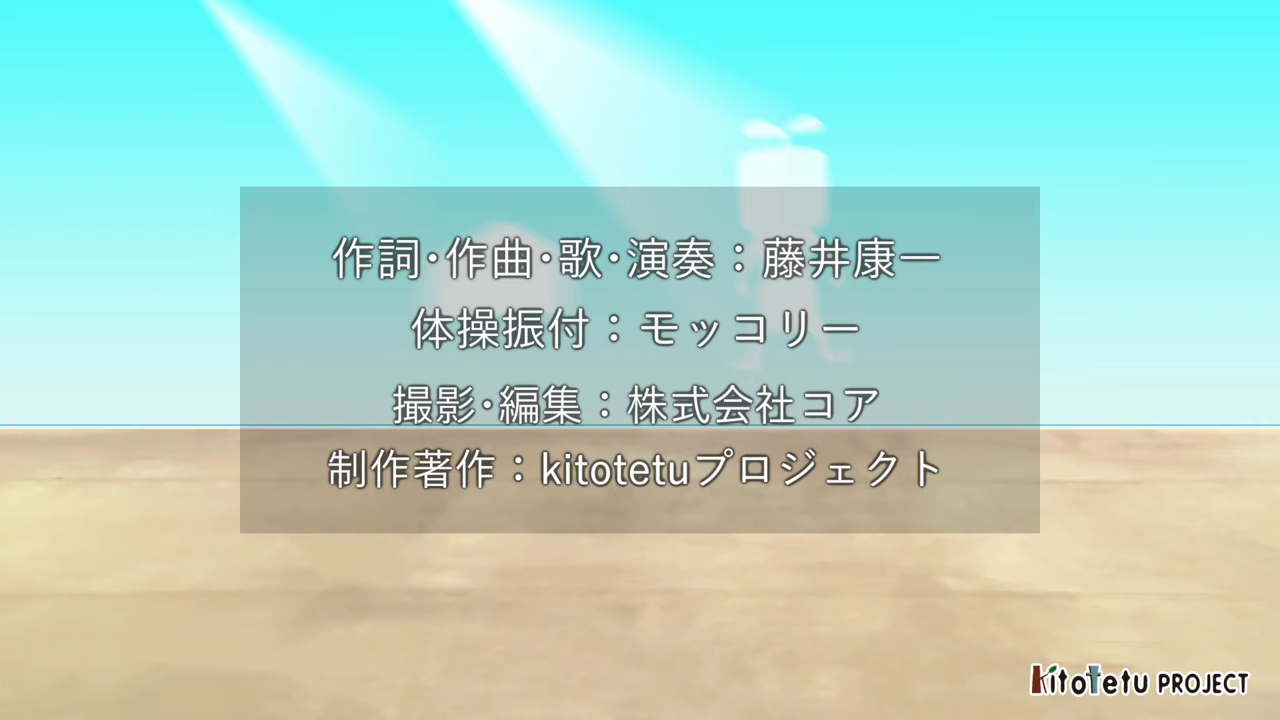 作詞･作曲･歌･演奏：藤井康一
体操振付：モッコリー
撮影･編集：株式会社コア
制作著作：kitotetuプロジェクト
kitotetu PROJECT